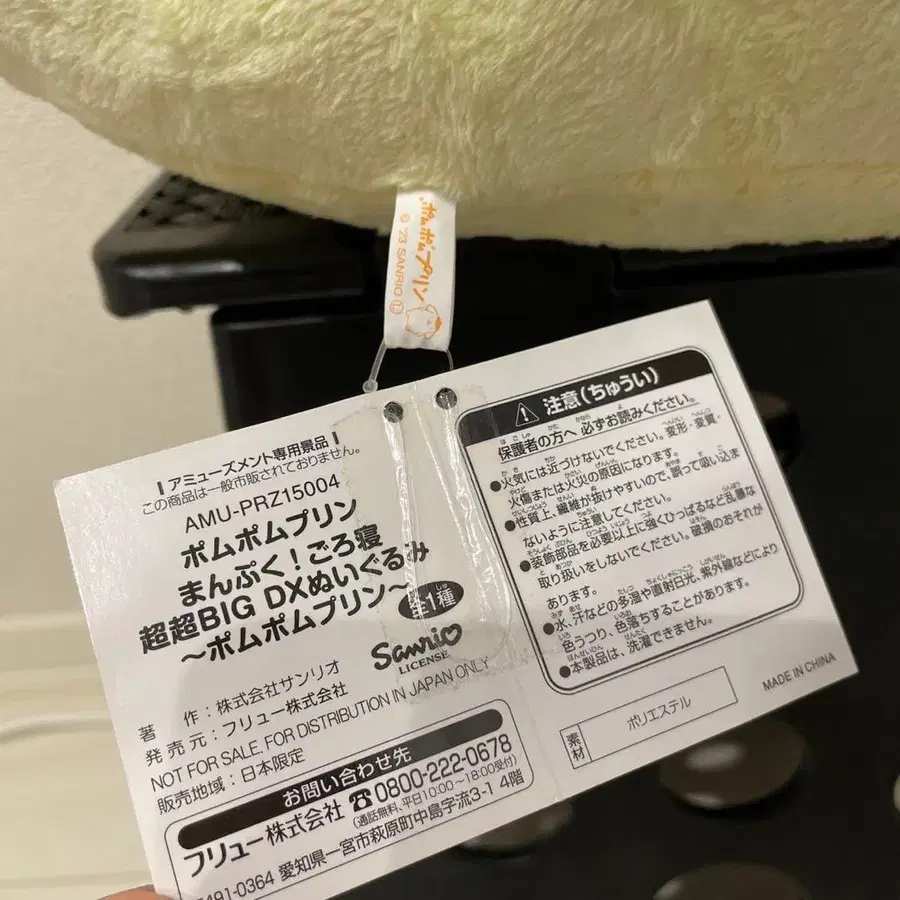 ポムポムプリン
© '23 SANRIO
アミューズメント専用景品
この商品は一般市販されておりません。
AMU-PRZ15004
ポムポムプリン
まんぷく!ごろ寝
超超BIG DXぬいぐるみ
〜ポムポムプリン〜
全1種
Sanrio
LICENSE
著 作:株式会社サンリオ
発売元:フリュー株式会社
NOT FOR SALE, FOR DISTRIBUTION IN JAPAN ONLY
販売地域:日本限定
お問い合わせ先
フリュー株式会社 ☎0800-222-0678
(通話無料、平日10:00〜18:00受付)
491-0364 愛知県一宮市萩原町中島字流3-1 4階
注意(ちゅうい)
保護者の方へ 必ずお読みください。
●火気には近づけないでください。変形・変質・
火傷または火災の原因になります。
●性質上、繊維が抜けやすいので、誤って吸い込ま
ないように注意してください。
●装飾部品を必要以上に強くひっぱるなど乱暴な
取り扱いをしないでください。破損のおそれが
あります。
●水、汗などの多湿や直射日光、紫外線などにより
色うつり、色落ちすることがあります。
●本製品は、洗濯できません。
素材
ポリエステル
MADE IN CHINA